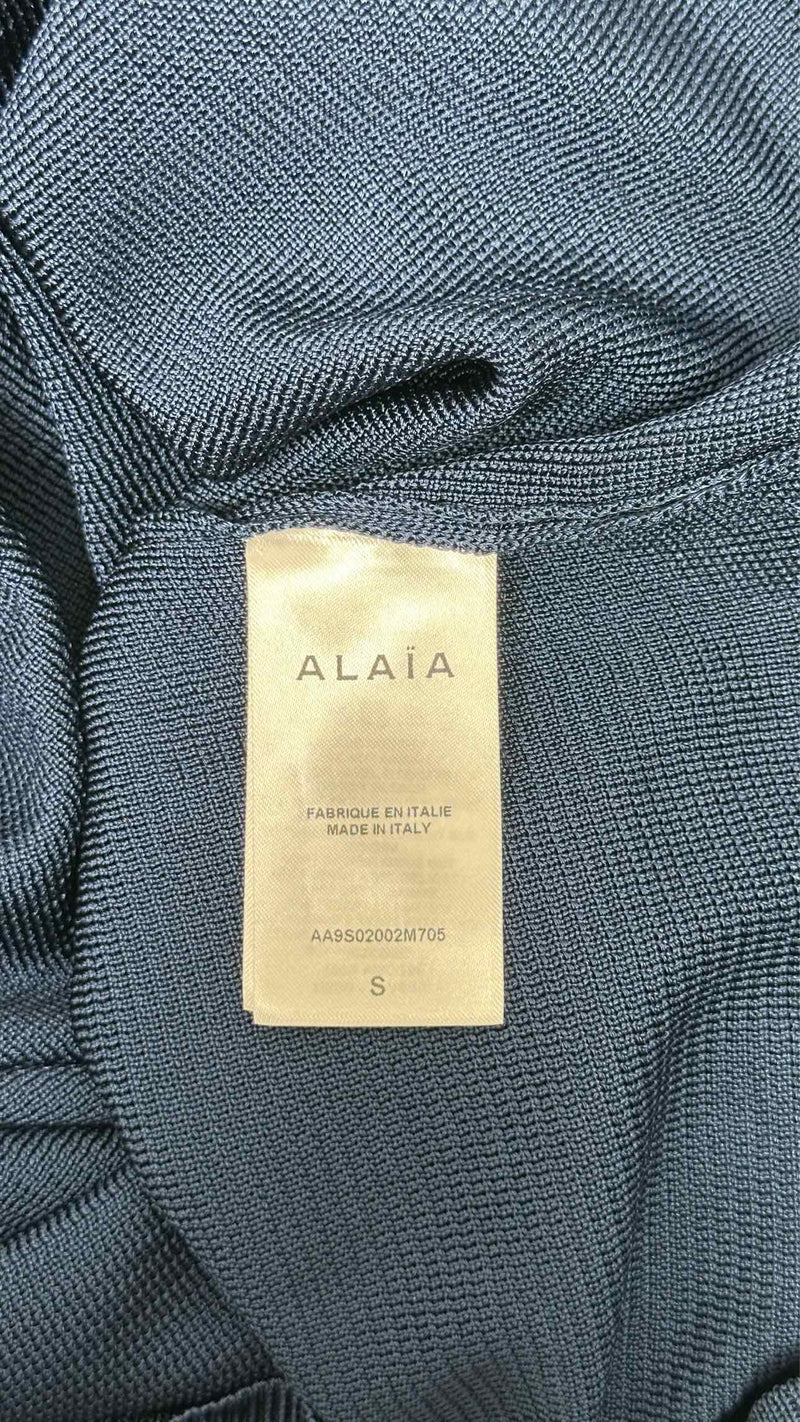 ALAÏA
FABRIQUE EN ITALIE
MADE IN ITALY
AA9S02002M705
S